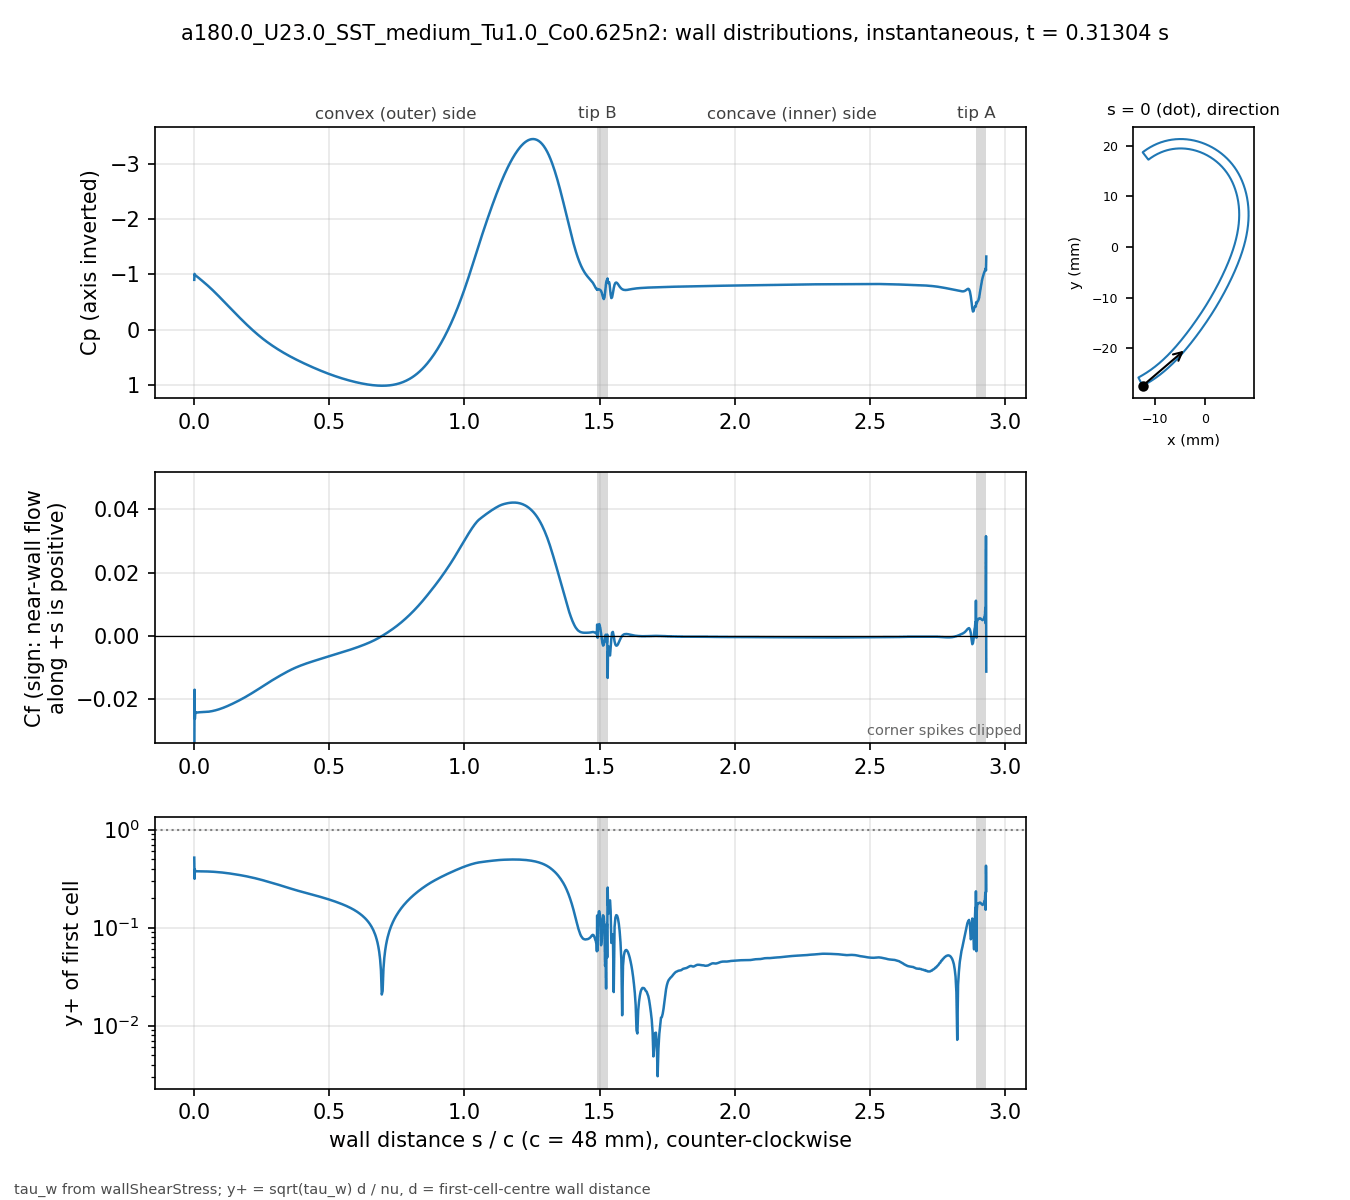 a180.0_U23.0_SST_medium_Tu1.0_Co0.625n2: wall distributions, instantaneous, t = 0.31304 s
convex (outer) side
tip B
concave (inner) side
tip A
s = 0 (dot), direction
Cp (axis inverted)
−3
−2
−1
0
1
0.0
0.5
1.0
1.5
2.0
2.5
3.0
y (mm)
20
10
0
−10
−20
−10
0
x (mm)
Cf (sign: near-wall flow
along +s is positive)
0.04
0.02
0.00
−0.02
corner spikes clipped
0.0
0.5
1.0
1.5
2.0
2.5
3.0
y+ of first cell
10⁰
10⁻¹
10⁻²
0.0
0.5
1.0
1.5
2.0
2.5
3.0
wall distance s / c (c = 48 mm), counter-clockwise
tau_w from wallShearStress; y+ = sqrt(tau_w) d / nu, d = first-cell-centre wall distance